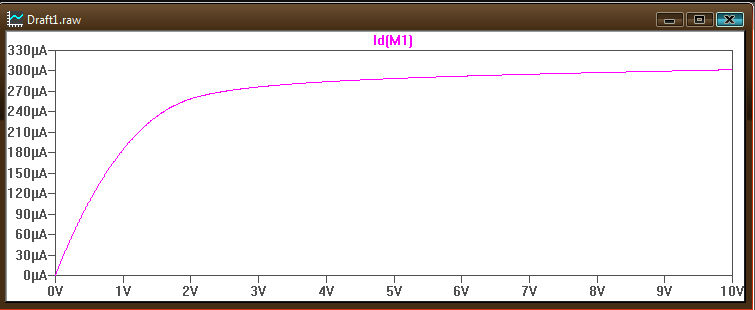 Draft1.raw
Id(M1)
330µA
300µA
270µA
240µA
210µA
180µA
150µA
120µA
90µA
60µA
30µA
0µA
0V 1V 2V 3V 4V 5V 6V 7V 8V 9V 10V